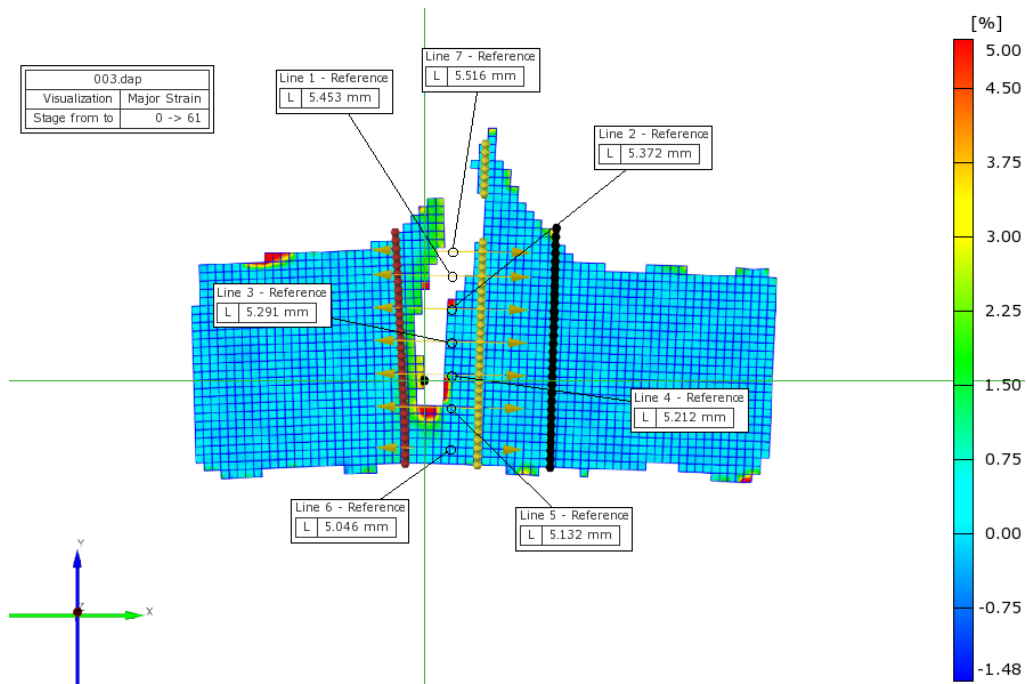 [%]
003.dap
Visualization Major Strain
Stage from to 0 -> 61
Line 7 - Reference
L 5.516 mm
Line 1 - Reference
L 5.453 mm
Line 2 - Reference
L 5.372 mm
Line 3 - Reference
L 5.291 mm
Line 4 - Reference
L 5.212 mm
Line 6 - Reference
L 5.046 mm
Line 5 - Reference
L 5.132 mm
5.00
4.50
3.75
3.00
2.25
1.50
0.75
0.00
-0.75
-1.48
Y
X